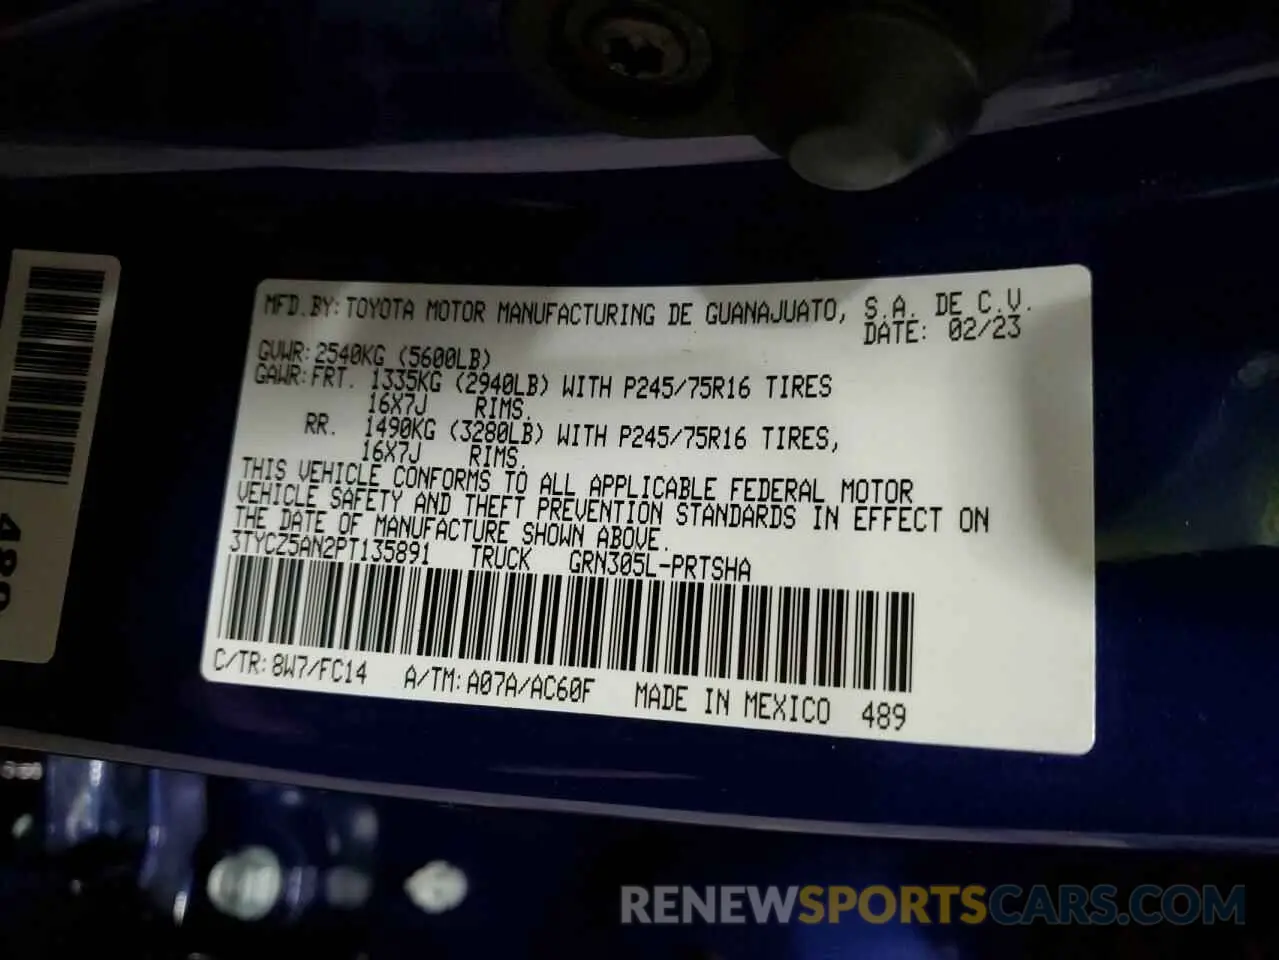 MFD.BY:TOYOTA MOTOR MANUFACTURING DE GUANAJUATO, S.A. DE C.V.
DATE: 02/23
GVWR:2540KG (5600LB)
GAWR:FRT. 1335KG (2940LB) WITH P245/75R16 TIRES
16X7J RIMS.
RR. 1490KG (3280LB) WITH P245/75R16 TIRES,
16X7J RIMS.
THIS VEHICLE CONFORMS TO ALL APPLICABLE FEDERAL MOTOR
VEHICLE SAFETY AND THEFT PREVENTION STANDARDS IN EFFECT ON
THE DATE OF MANUFACTURE SHOWN ABOVE.
3TYCZ5AN2PT135891 TRUCK GRN305L-PRTSHA
C/TR:8W7/FC14 A/TM:A07A/AC60F MADE IN MEXICO 489
RENEWSPORTSCARS.COM